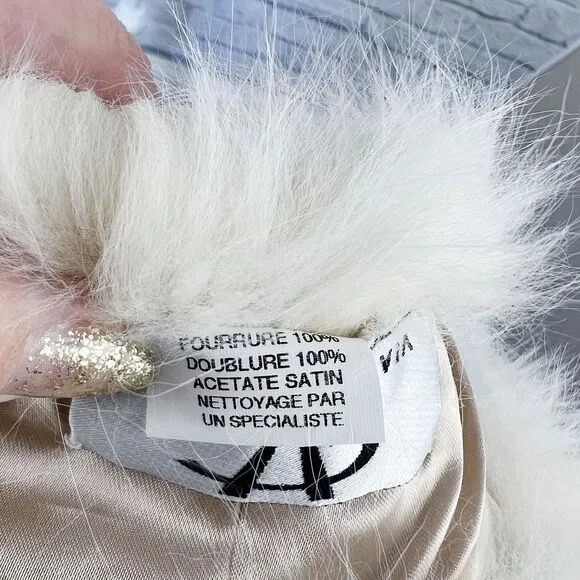 FOURRURE 100%
DOUBLURE 100%
ACETATE SATIN
NETTOYAGE PAR
UN SPECIALISTE